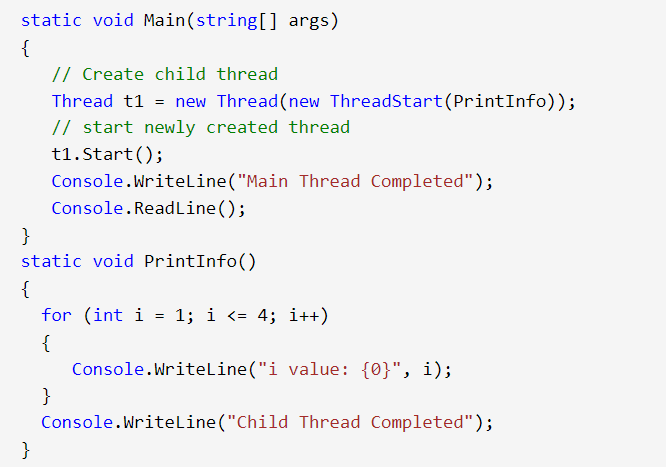 static void Main(string[] args)
{
// Create child thread
Thread t1 = new Thread(new ThreadStart(PrintInfo));
// start newly created thread
t1.Start();
Console.WriteLine("Main Thread Completed");
Console.ReadLine();
}
static void PrintInfo()
{
for (int i = 1; i <= 4; i++)
{
Console.WriteLine("i value: {0}", i);
}
Console.WriteLine("Child Thread Completed");
}